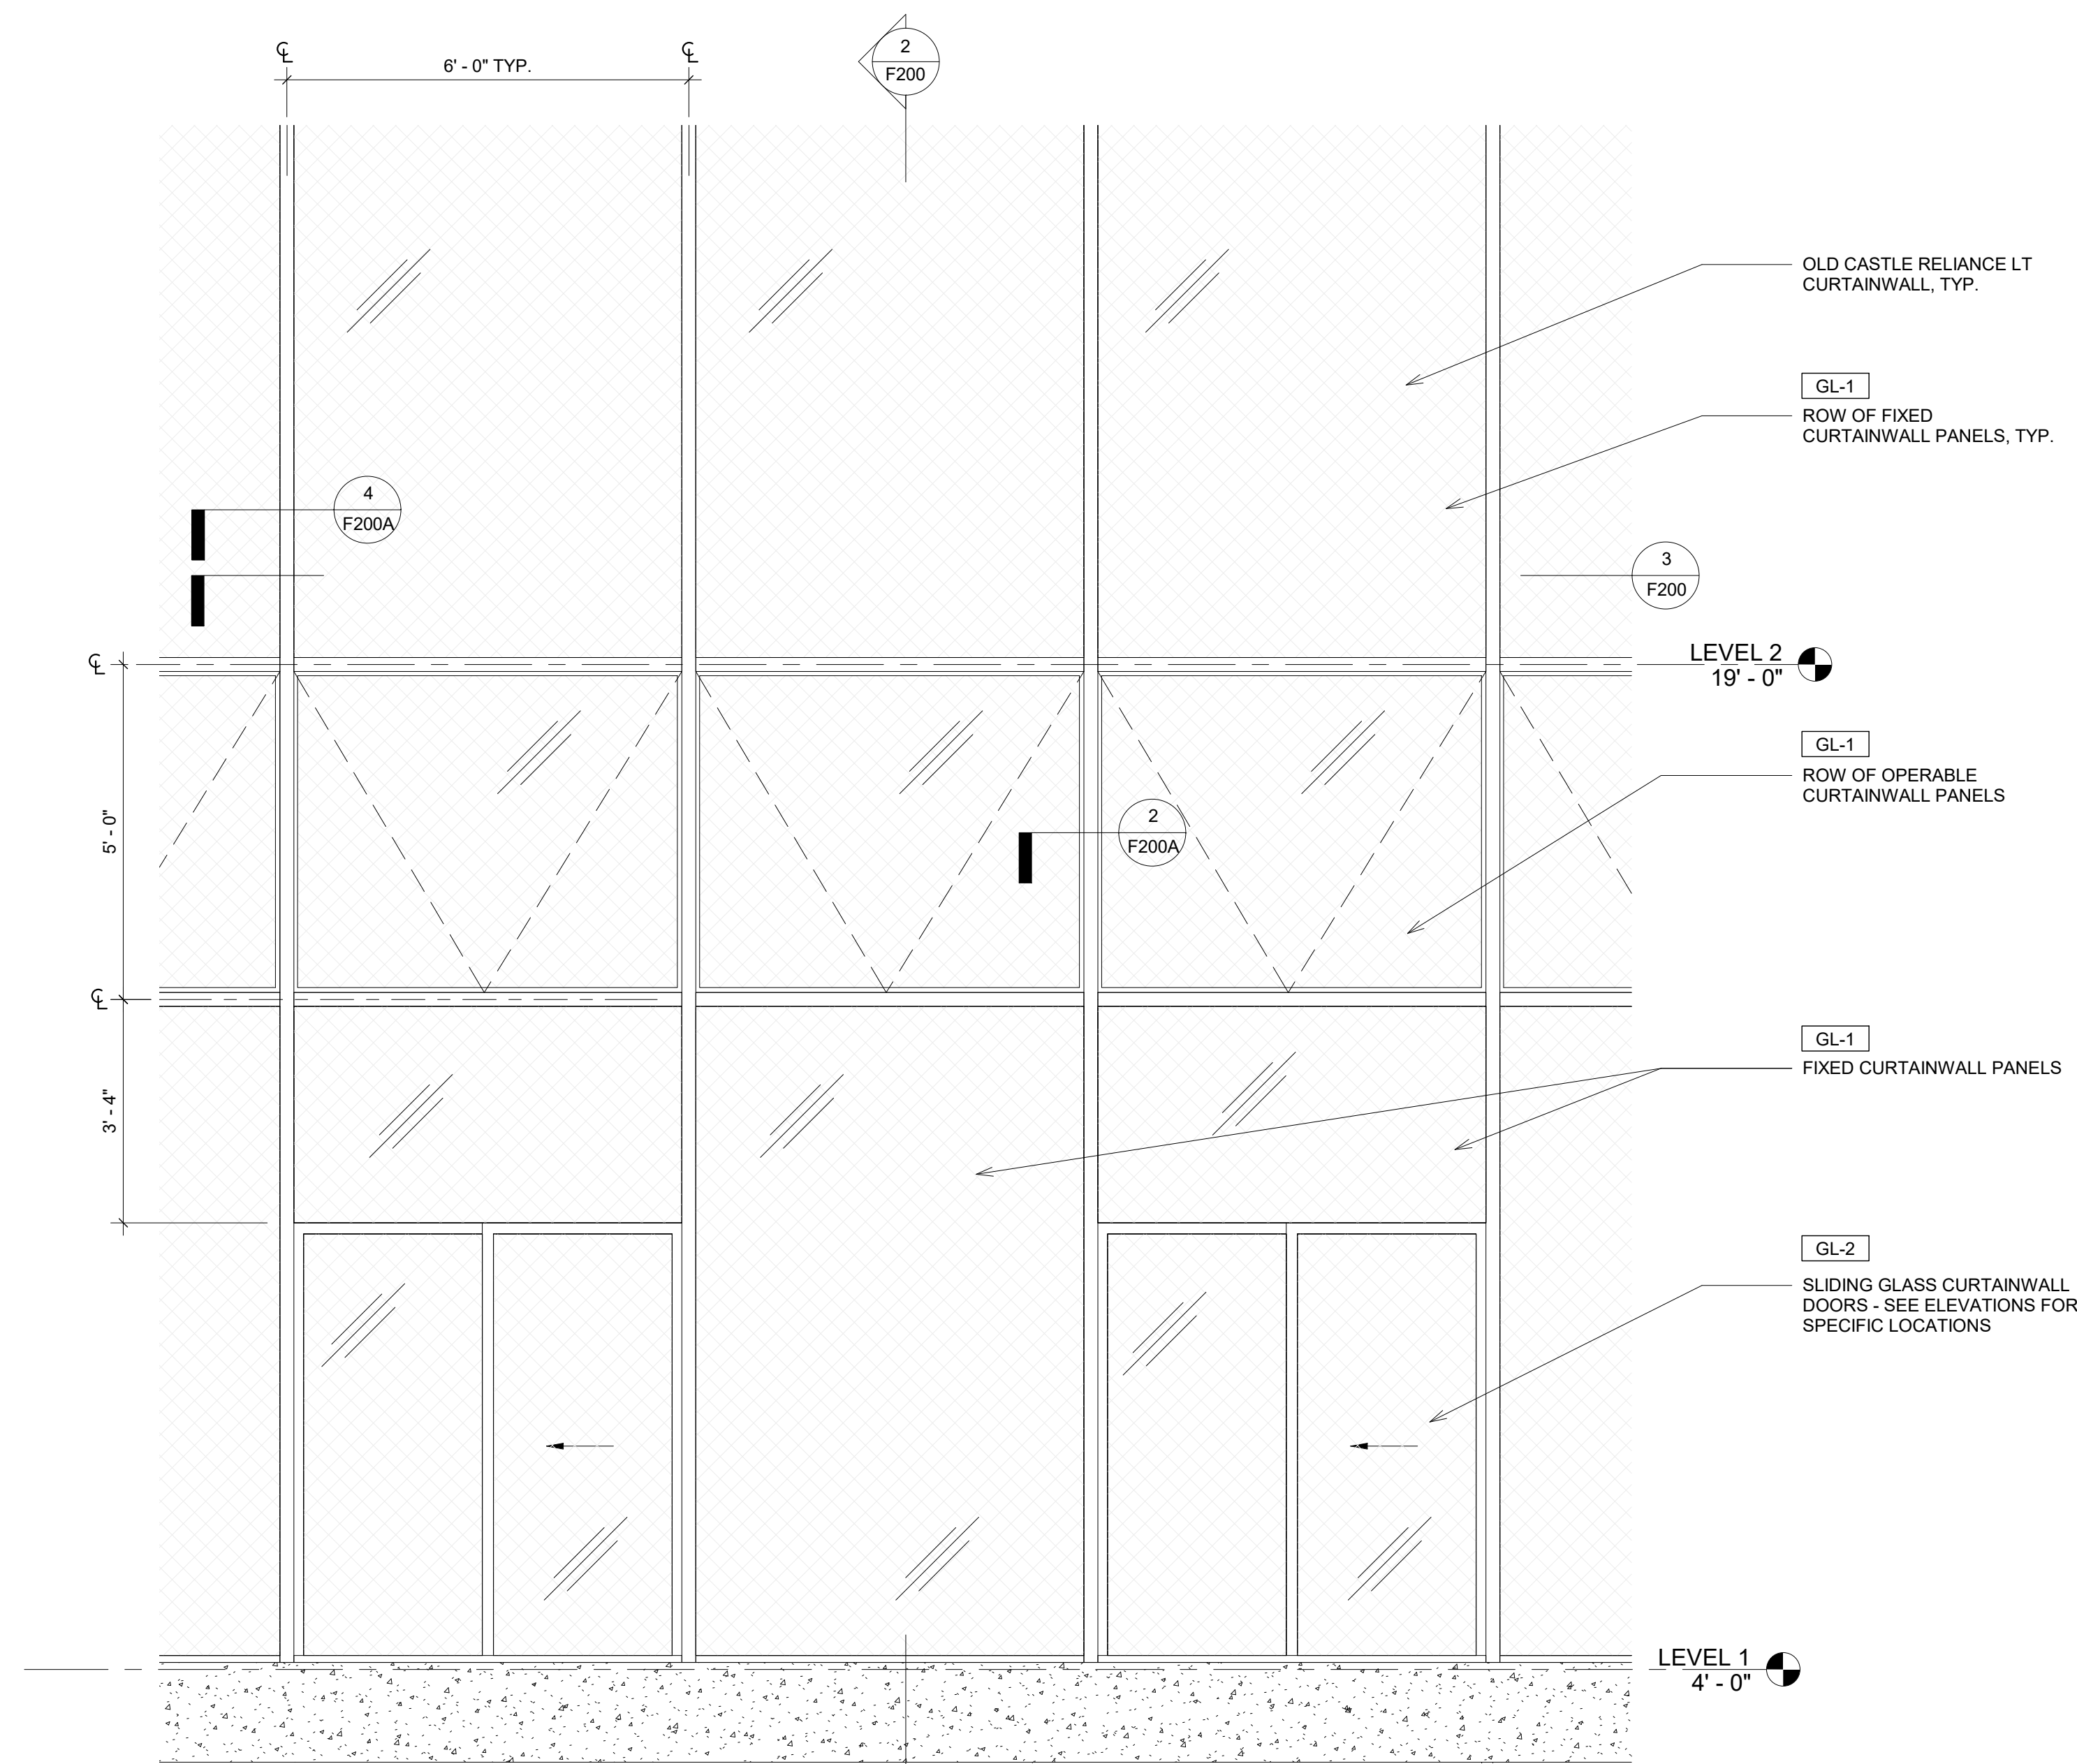 ℄
℄
6' - 0" TYP.
2
F200
OLD CASTLE RELIANCE LT
CURTAINWALL, TYP.
GL-1
ROW OF FIXED
CURTAINWALL PANELS, TYP.
4
F200A
3
F200
℄
LEVEL 2
19' - 0"
GL-1
ROW OF OPERABLE
CURTAINWALL PANELS
5' - 0"
2
F200A
℄
GL-1
FIXED CURTAINWALL PANELS
3' - 4"
GL-2
SLIDING GLASS CURTAINWALL
DOORS - SEE ELEVATIONS FOR
SPECIFIC LOCATIONS
LEVEL 1
4' - 0"